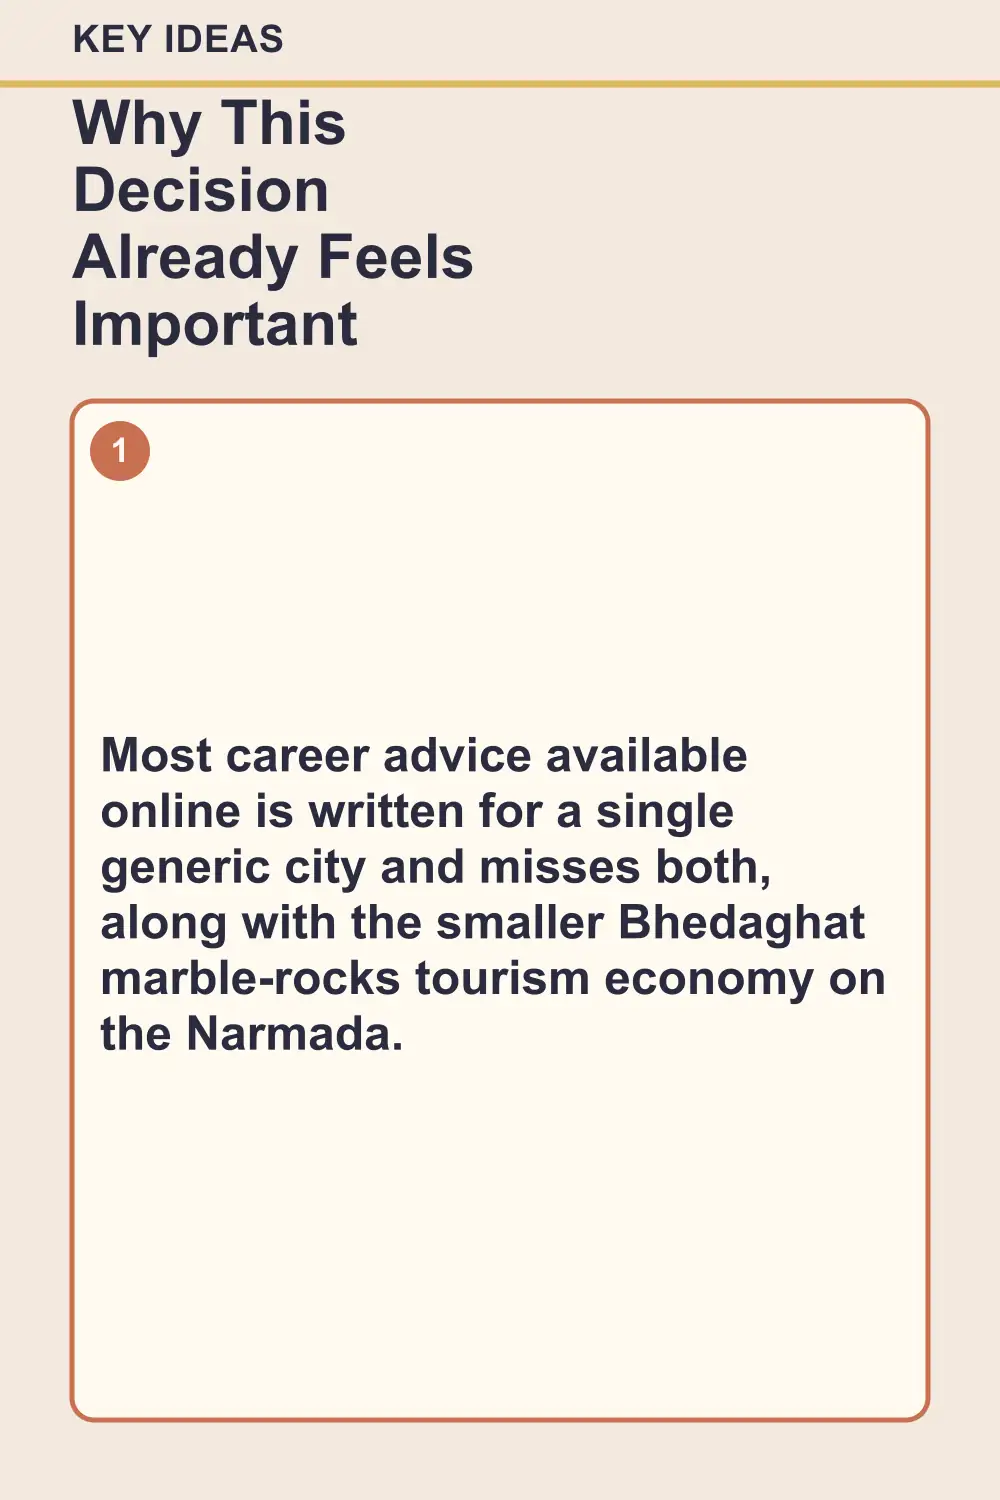 KEY IDEAS
Why This
Decision
Already Feels
Important
1
Most career advice available
online is written for a single
generic city and misses both,
along with the smaller Bhedaghat
marble-rocks tourism economy on
the Narmada.